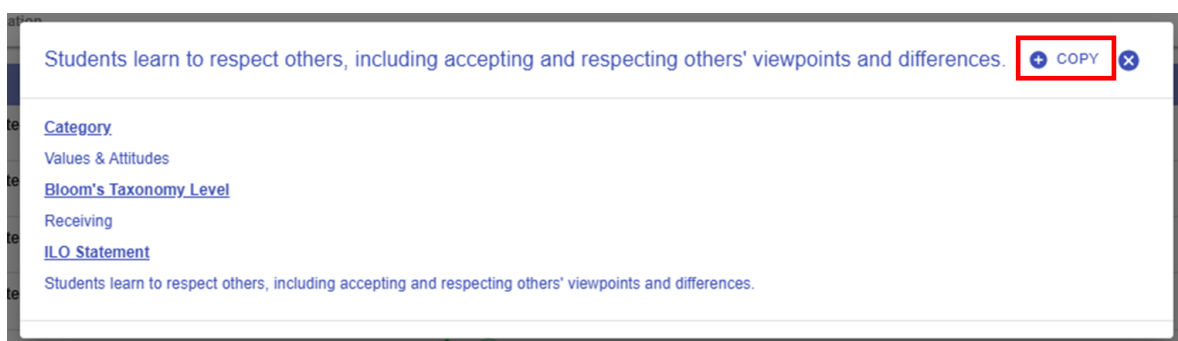 Students learn to respect others, including accepting and respecting others' viewpoints and differences. COPY
Category
Values & Attitudes
Bloom's Taxonomy Level
Receiving
ILO Statement
Students learn to respect others, including accepting and respecting others' viewpoints and differences.